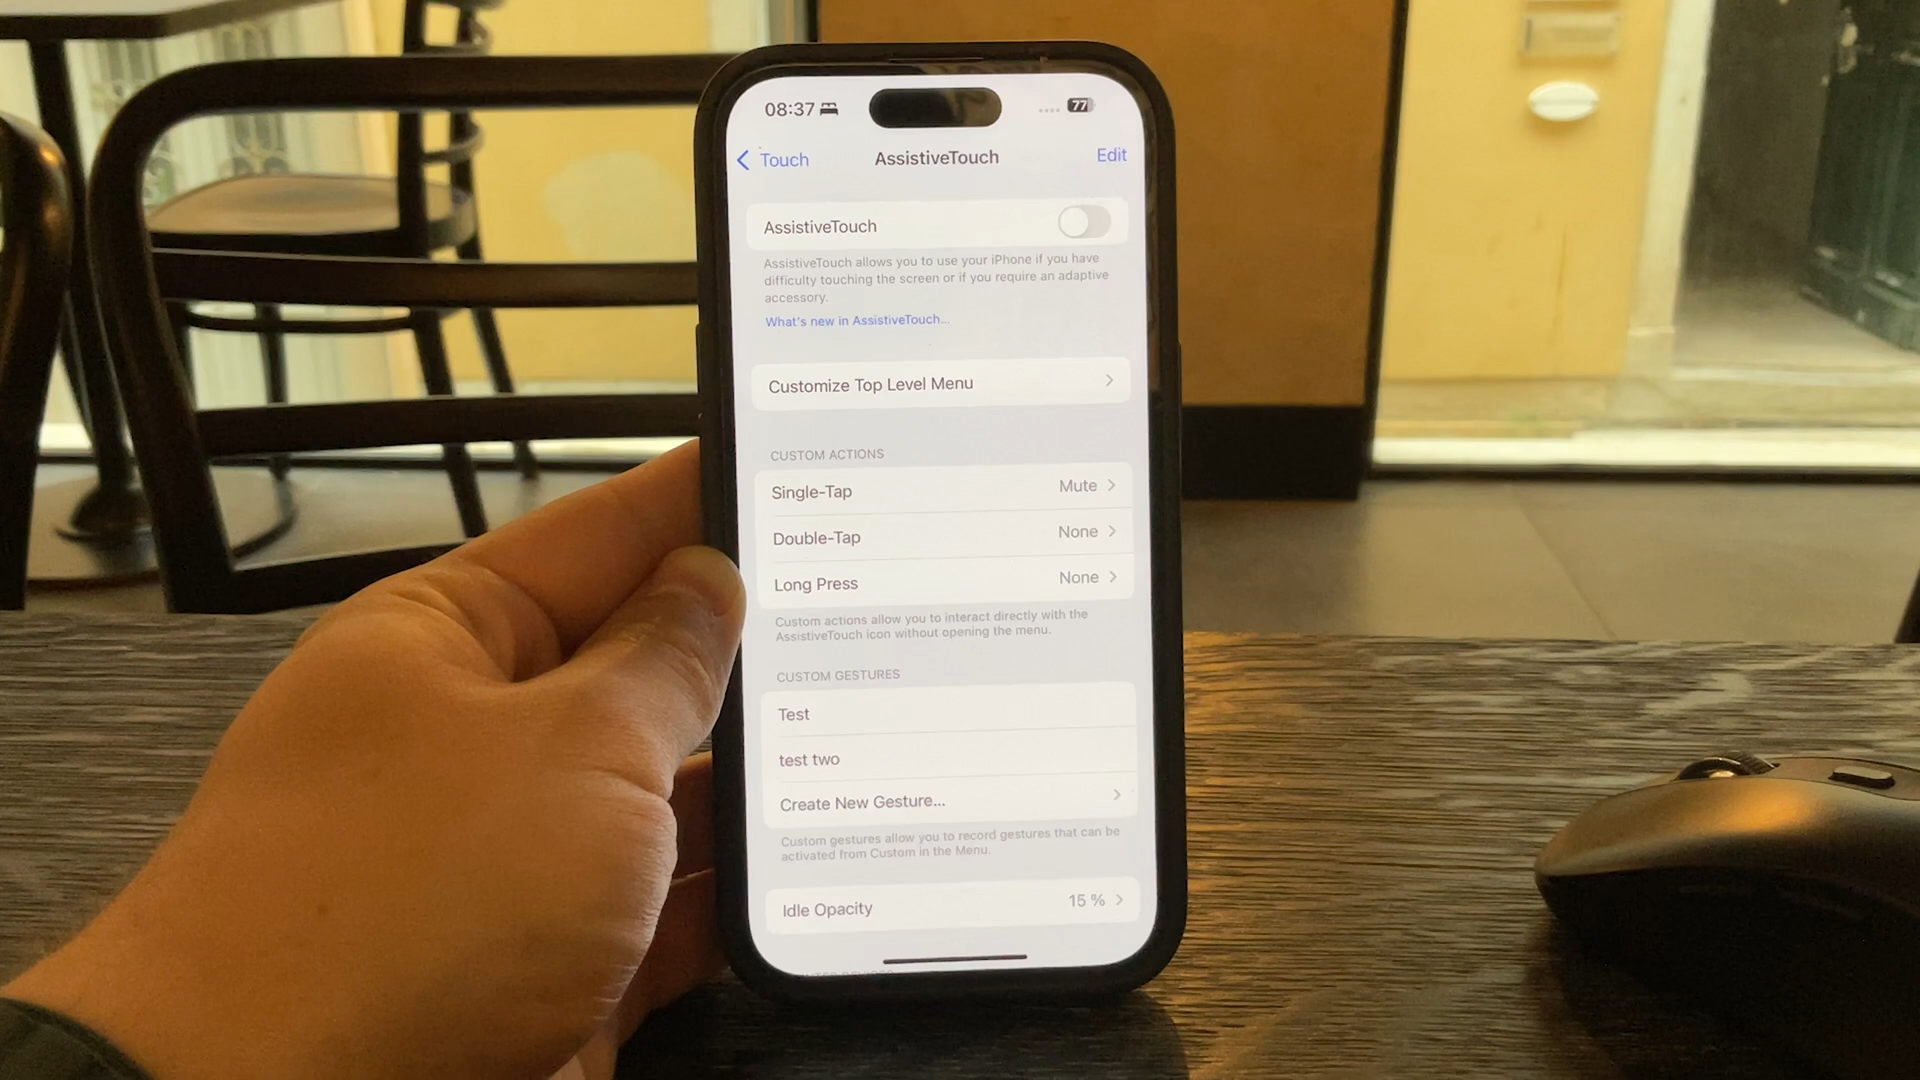 08:37
77
Touch
AssistiveTouch
Edit
AssistiveTouch
AssistiveTouch allows you to use your iPhone if you have
difficulty touching the screen or if you require an adaptive
accessory.
What's new in AssistiveTouch...
Customize Top Level Menu
CUSTOM ACTIONS
Single-Tap
Mute
Double-Tap
None
Long Press
None
Custom actions allow you to interact directly with the
AssistiveTouch icon without opening the menu.
CUSTOM GESTURES
Test
test two
Create New Gesture...
Custom gestures allow you to record gestures that can be
activated from Custom in the Menu.
Idle Opacity
15 %